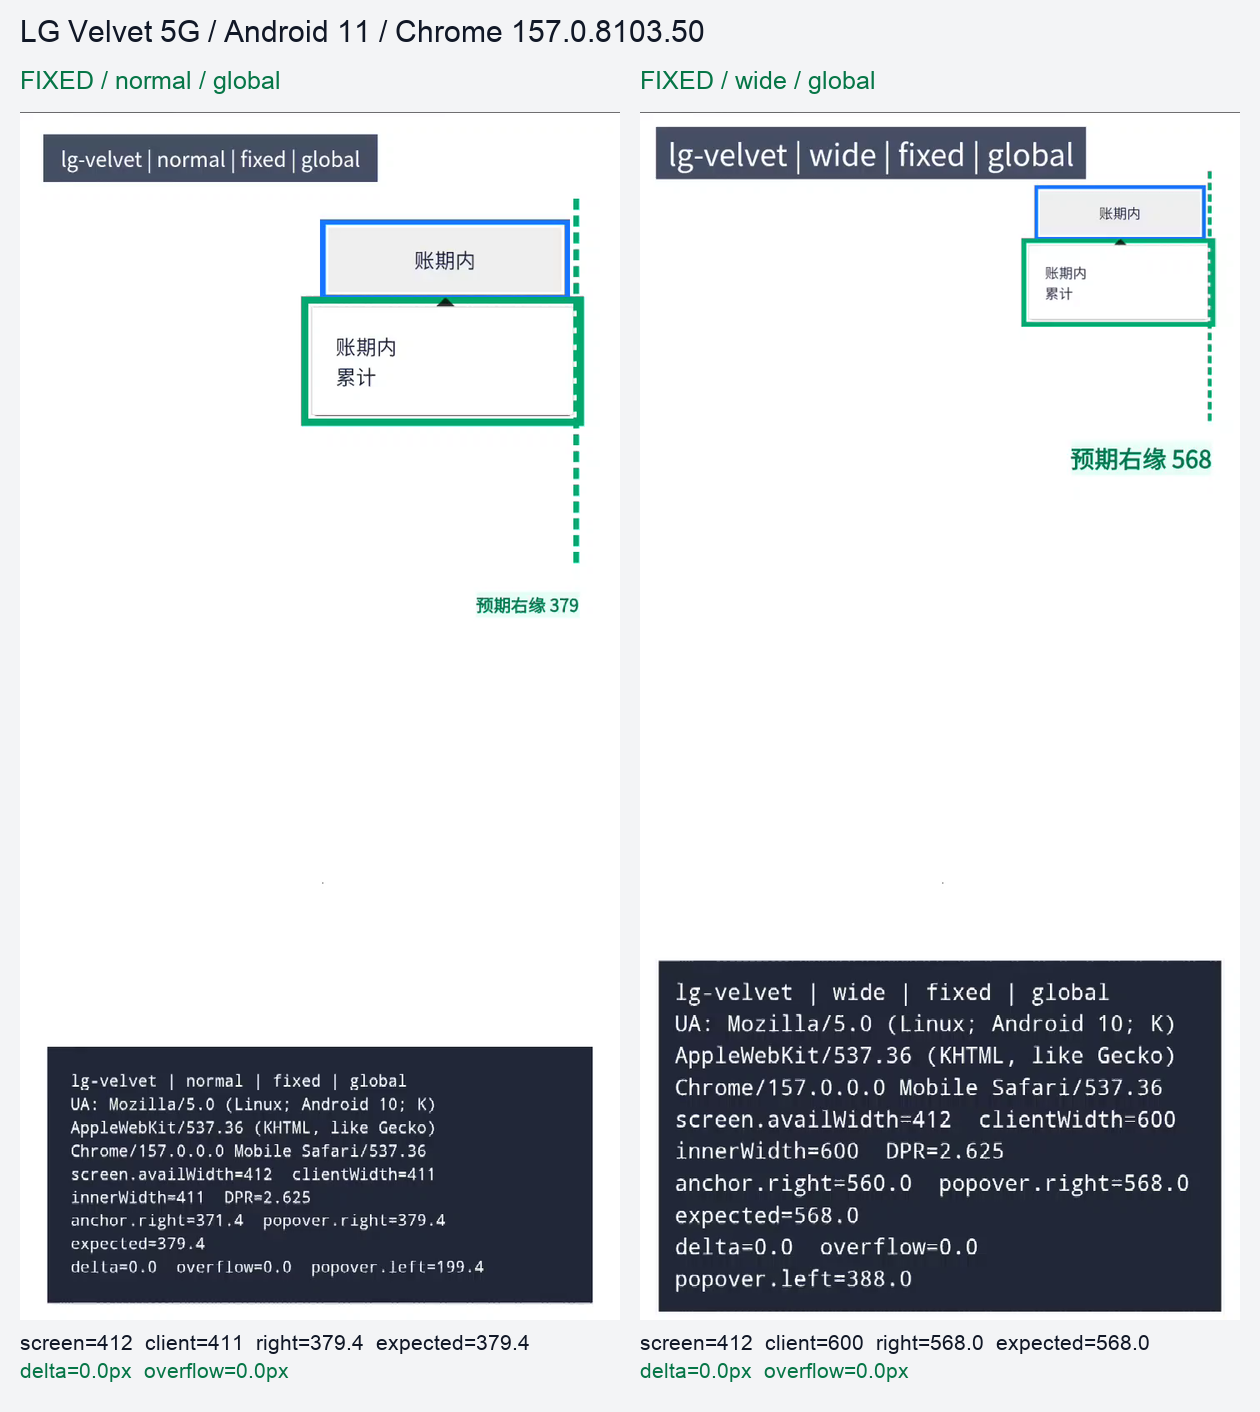 LG Velvet 5G / Android 11 / Chrome 157.0.8103.50
FIXED / normal / global
lg-velvet | normal | fixed | global
账期内
账期内
累计
预期右缘 379
lg-velvet | normal | fixed | global
UA: Mozilla/5.0 (Linux; Android 10; K)
AppleWebKit/537.36 (KHTML, like Gecko)
Chrome/157.0.0.0 Mobile Safari/537.36
screen.availWidth=412  clientWidth=411
innerWidth=411  DPR=2.625
anchor.right=371.4  popover.right=379.4
expected=379.4
delta=0.0  overflow=0.0  popover.left=199.4
screen=412  client=411  right=379.4  expected=379.4
delta=0.0px  overflow=0.0px
FIXED / wide / global
lg-velvet | wide | fixed | global
账期内
账期内
累计
预期右缘 568
lg-velvet | wide | fixed | global
UA: Mozilla/5.0 (Linux; Android 10; K)
AppleWebKit/537.36 (KHTML, like Gecko)
Chrome/157.0.0.0 Mobile Safari/537.36
screen.availWidth=412  clientWidth=600
innerWidth=600  DPR=2.625
anchor.right=560.0  popover.right=568.0
expected=568.0
delta=0.0  overflow=0.0
popover.left=388.0
screen=412  client=600  right=568.0  expected=568.0
delta=0.0px  overflow=0.0px